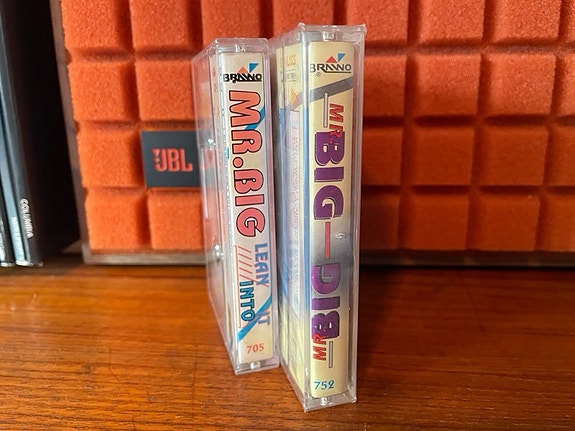 COLUMBIA
JBL
BRAVO
MR.BIG
LEAN IT
INTO
705
BRAVO
®
MR
BIG
BIG
MR
752